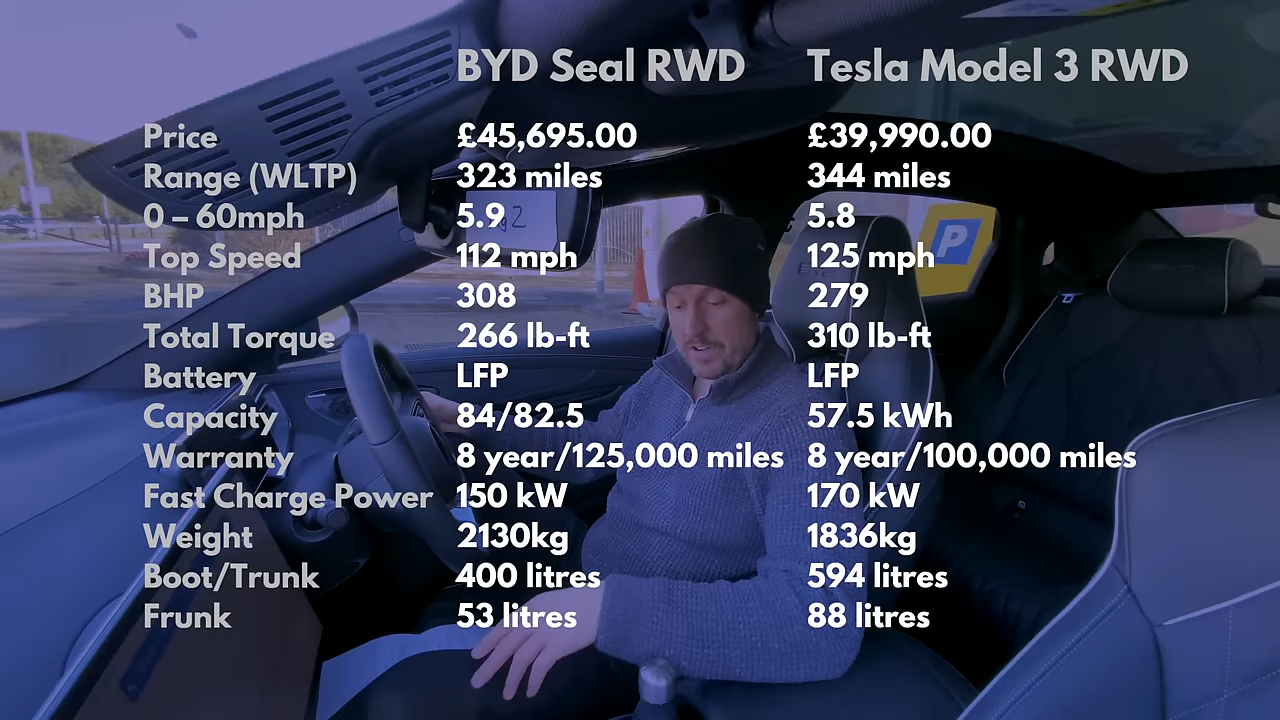 BYD Seal RWD Tesla Model 3 RWD
Price £45,695.00 £39,990.00
Range (WLTP) 323 miles 344 miles
0 – 60mph 5.9 5.8
Top Speed 112 mph 125 mph
BHP 308 279
Total Torque 266 lb-ft 310 lb-ft
Battery LFP LFP
Capacity 84/82.5 57.5 kWh
Warranty 8 year/125,000 miles 8 year/100,000 miles
Fast Charge Power 150 kW 170 kW
Weight 2130kg 1836kg
Boot/Trunk 400 litres 594 litres
Frunk 53 litres 88 litres
P